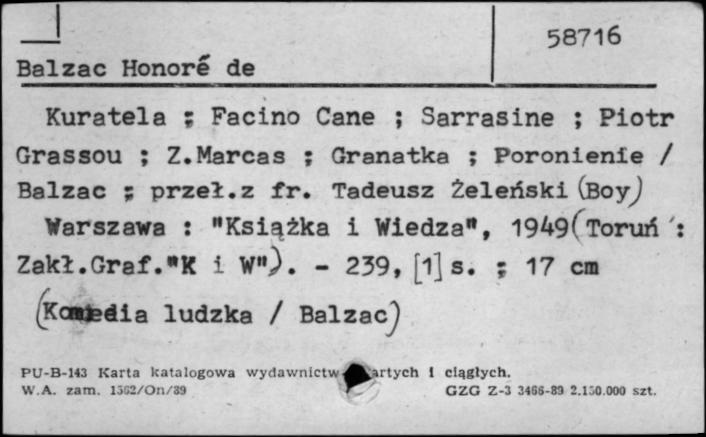 58716
Balzac Honoré de
Kuratela ; Facino Cane ; Sarrasine ; Piotr
Grassou ; Z.Marcas ; Granatka ; Poronienie /
Balzac ; przeł.z fr. Tadeusz Żeleński (Boy)
Warszawa : "Książka i Wiedza", 1949(Toruń :
Zakł.Graf."K i W"). - 239, [1] s. ; 17 cm
(Komedia ludzka / Balzac)
PU-B-143 Karta katalogowa wydawnictw artych i ciągłych.
W.A. zam. 1562/On/89 GZG Z-3 3466-89 2.150.000 szt.